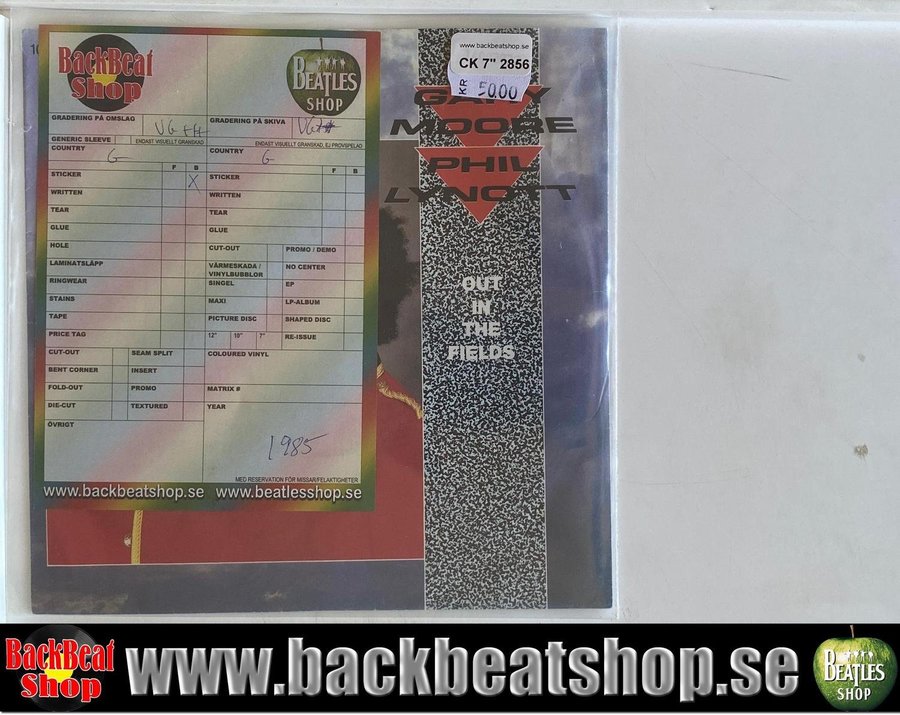 10
BackBeat
Shop
BEATLES
SHOP
GRADERING PÅ OMSLAG
VG ++
GRADERING PÅ SKIVA
GENERIC SLEEVE
ENDAST VISUELLT GRANSKAD
ENDAST VISUELLT GRANSKAD, EJ PROVSPELAD
COUNTRY
G
COUNTRY
G
F B
F B
STICKER
X
STICKER
WRITTEN
WRITTEN
TEAR
TEAR
GLUE
GLUE
HOLE
CUT-OUT
PROMO / DEMO
LAMINATSLÄPP
VÄRMESKADA /
VINYLBUBBLOR
NO CENTER
RINGWEAR
SINGEL
EP
STAINS
MAXI
LP-ALBUM
TAPE
PICTURE DISC
SHAPED DISC
PRICE TAG
12" 10" 7"
RE-ISSUE
CUT-OUT
SEAM SPLIT
COLOURED VINYL
BENT CORNER
INSERT
FOLD-OUT
PROMO
MATRIX #
DIE-CUT
TEXTURED
YEAR
ÖVRIGT
1985
MED RESERVATION FÖR MISSAR/FELAKTIGHETER
www.backbeatshop.se www.beatlesshop.se
www.backbeatshop.se
CK 7" 2856
KR 50.00
GARY
MOORE
PHIL
LYNOTT
OUT
IN
THE
FIELDS
BackBeat
Shop
www.backbeatshop.se
BEATLES
SHOP